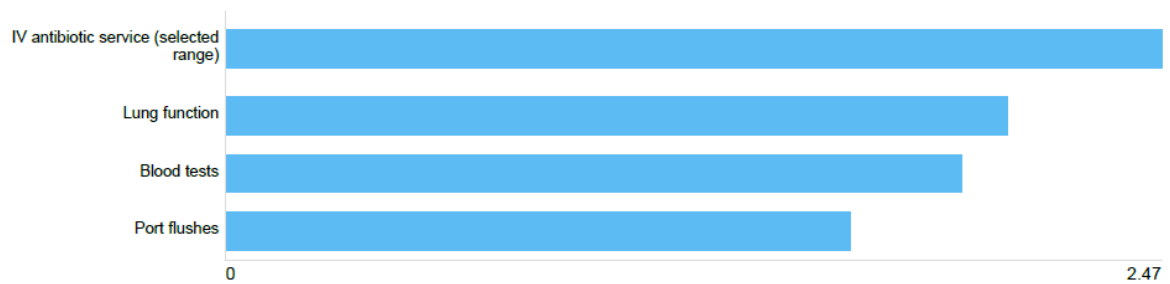 IV antibiotic service (selected
range)
Lung function
Blood tests
Port flushes
0 2.47